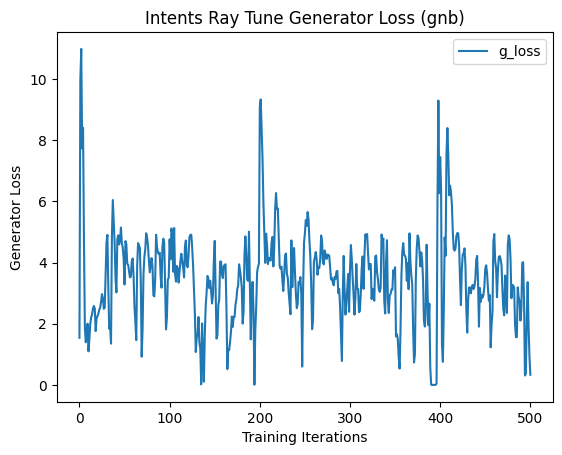 Intents Ray Tune Generator Loss (gnb)
g_loss
Generator Loss
10
8
6
4
2
0
0 100 200 300 400 500
Training Iterations